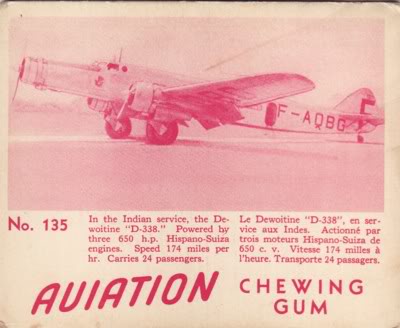 F-AQBG
F
No. 135
In the Indian service, the De-
woitine "D-338." Powered by
three 650 h.p. Hispano-Suiza
engines. Speed 174 miles per
hr. Carries 24 passengers.
Le Dewoitine "D-338", en ser-
vice aux Indes. Actionné par
trois moteurs Hispano-Suiza de
650 c. v. Vitesse 174 milles à
l'heure. Transporte 24 passagers.
AVIATION CHEWING
GUM